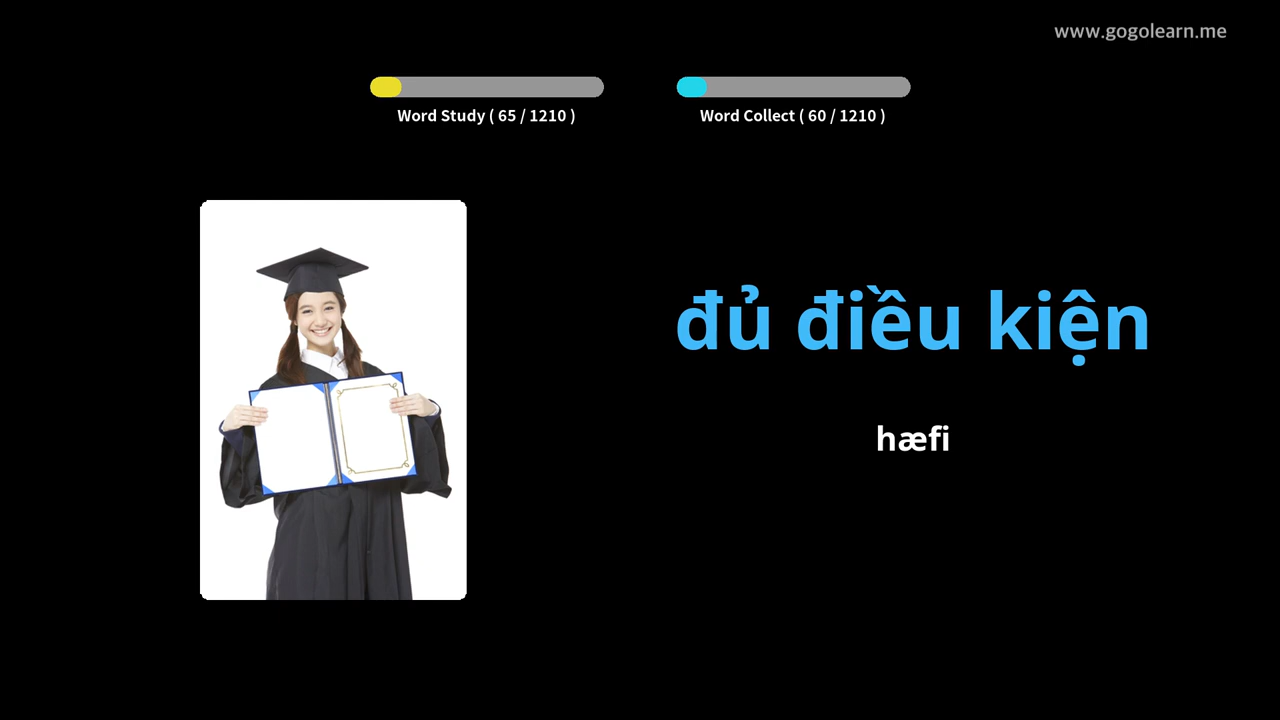 www.gogolearn.me
Word Study ( 65 / 1210 )
Word Collect ( 60 / 1210 )
đủ điều kiện
hæfi